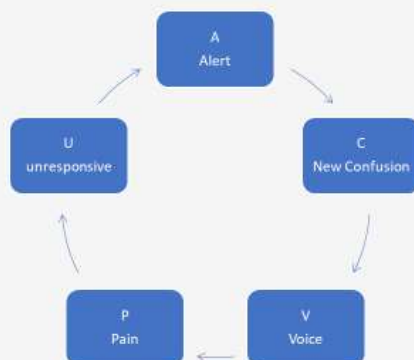 A
Alert
C
New Confusion
V
Voice
P
Pain
U
unresponsive